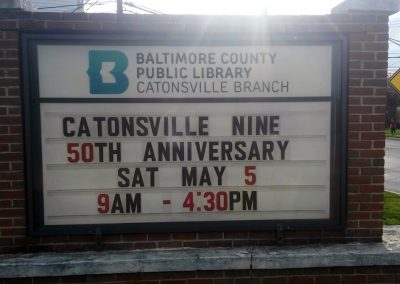 BALTIMORE COUNTY
PUBLIC LIBRARY
CATONSVILLE BRANCH
CATONSVILLE NINE
50TH ANNIVERSARY
SAT MAY 5
9AM - 4:30PM